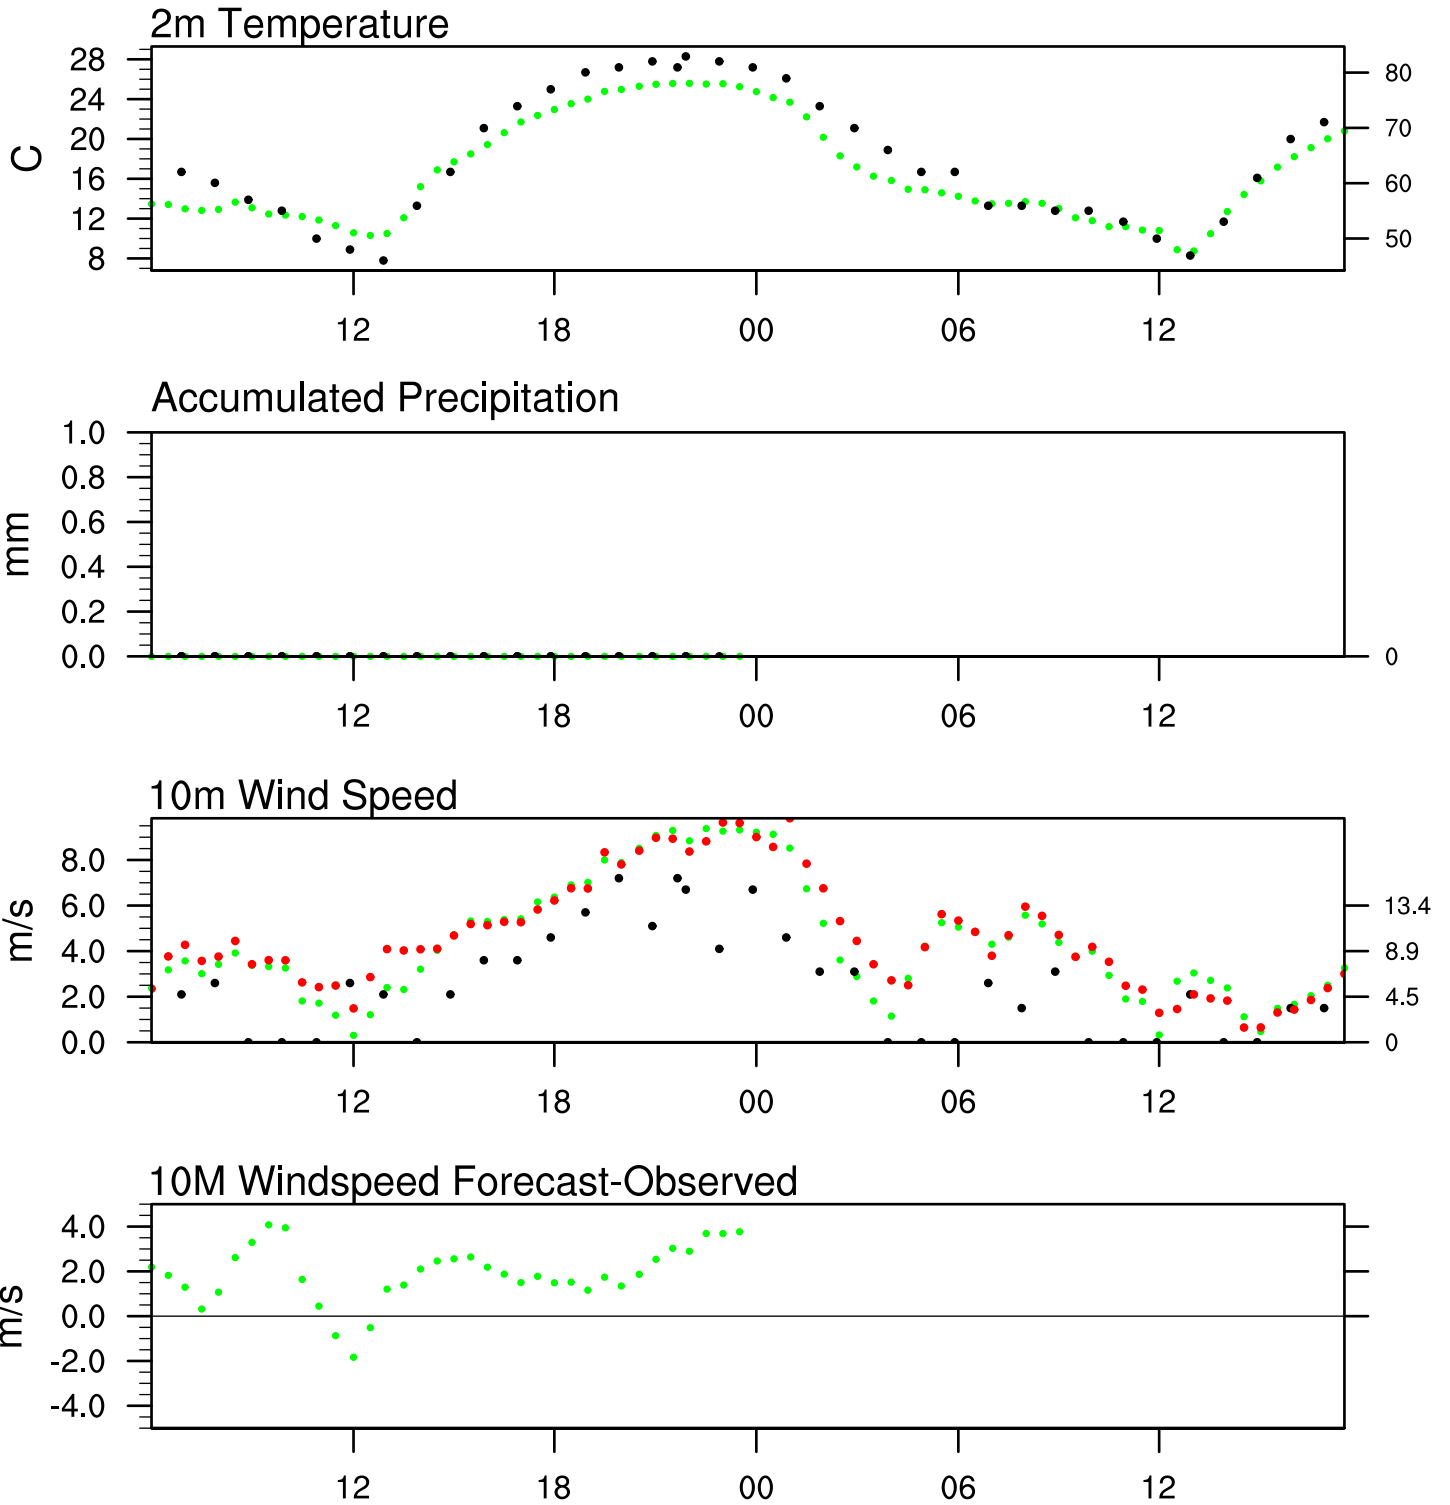 2m Temperature
28
24
20
16
12
8
C
80
70
60
50
12 18 00 06 12
Accumulated Precipitation
1.0
0.8
0.6
0.4
0.2
0.0
mm
0
12 18 00 06 12
10m Wind Speed
8.0
6.0
4.0
2.0
0.0
m/s
13.4
8.9
4.5
0
12 18 00 06 12
10M Windspeed Forecast-Observed
4.0
2.0
0.0
-2.0
-4.0
m/s
12 18 00 06 12